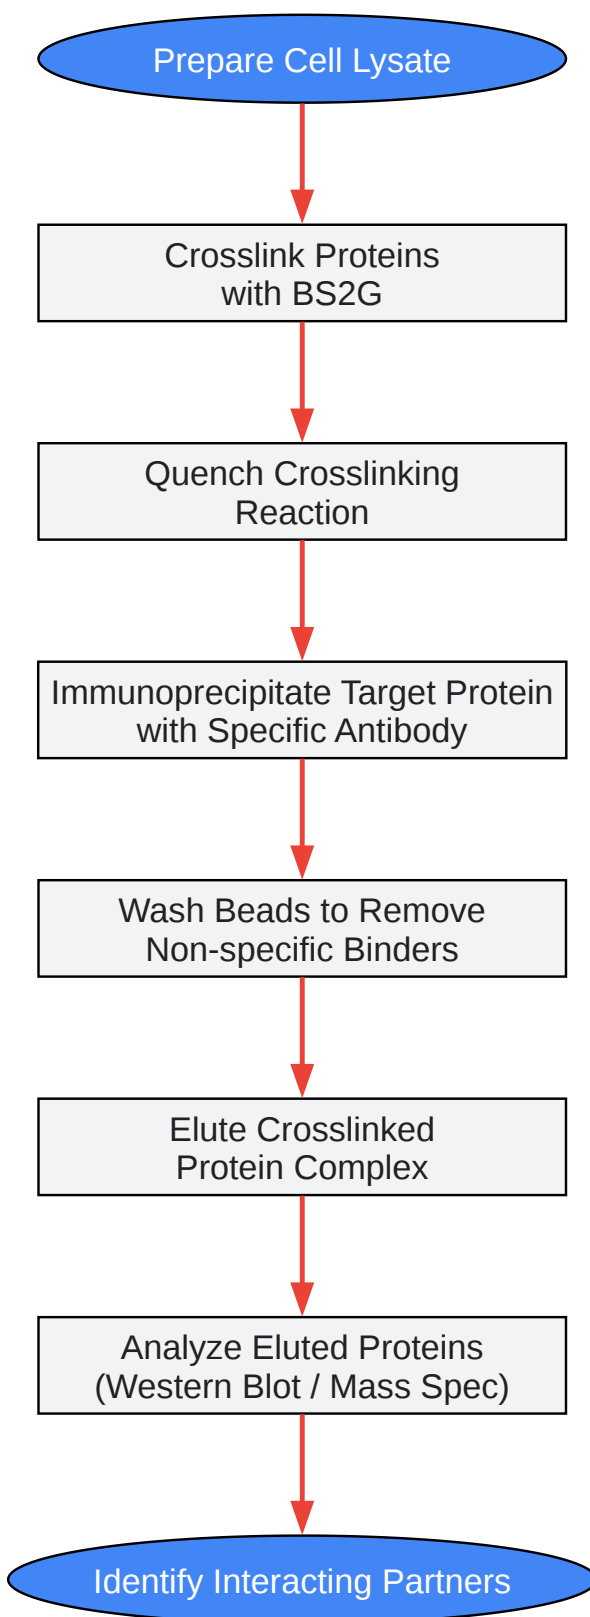 Prepare Cell Lysate
Crosslink Proteins
with BS2G
Quench Crosslinking
Reaction
Immunoprecipitate Target Protein
with Specific Antibody
Wash Beads to Remove
Non-specific Binders
Elute Crosslinked
Protein Complex
Analyze Eluted Proteins
(Western Blot / Mass Spec)
Identify Interacting Partners